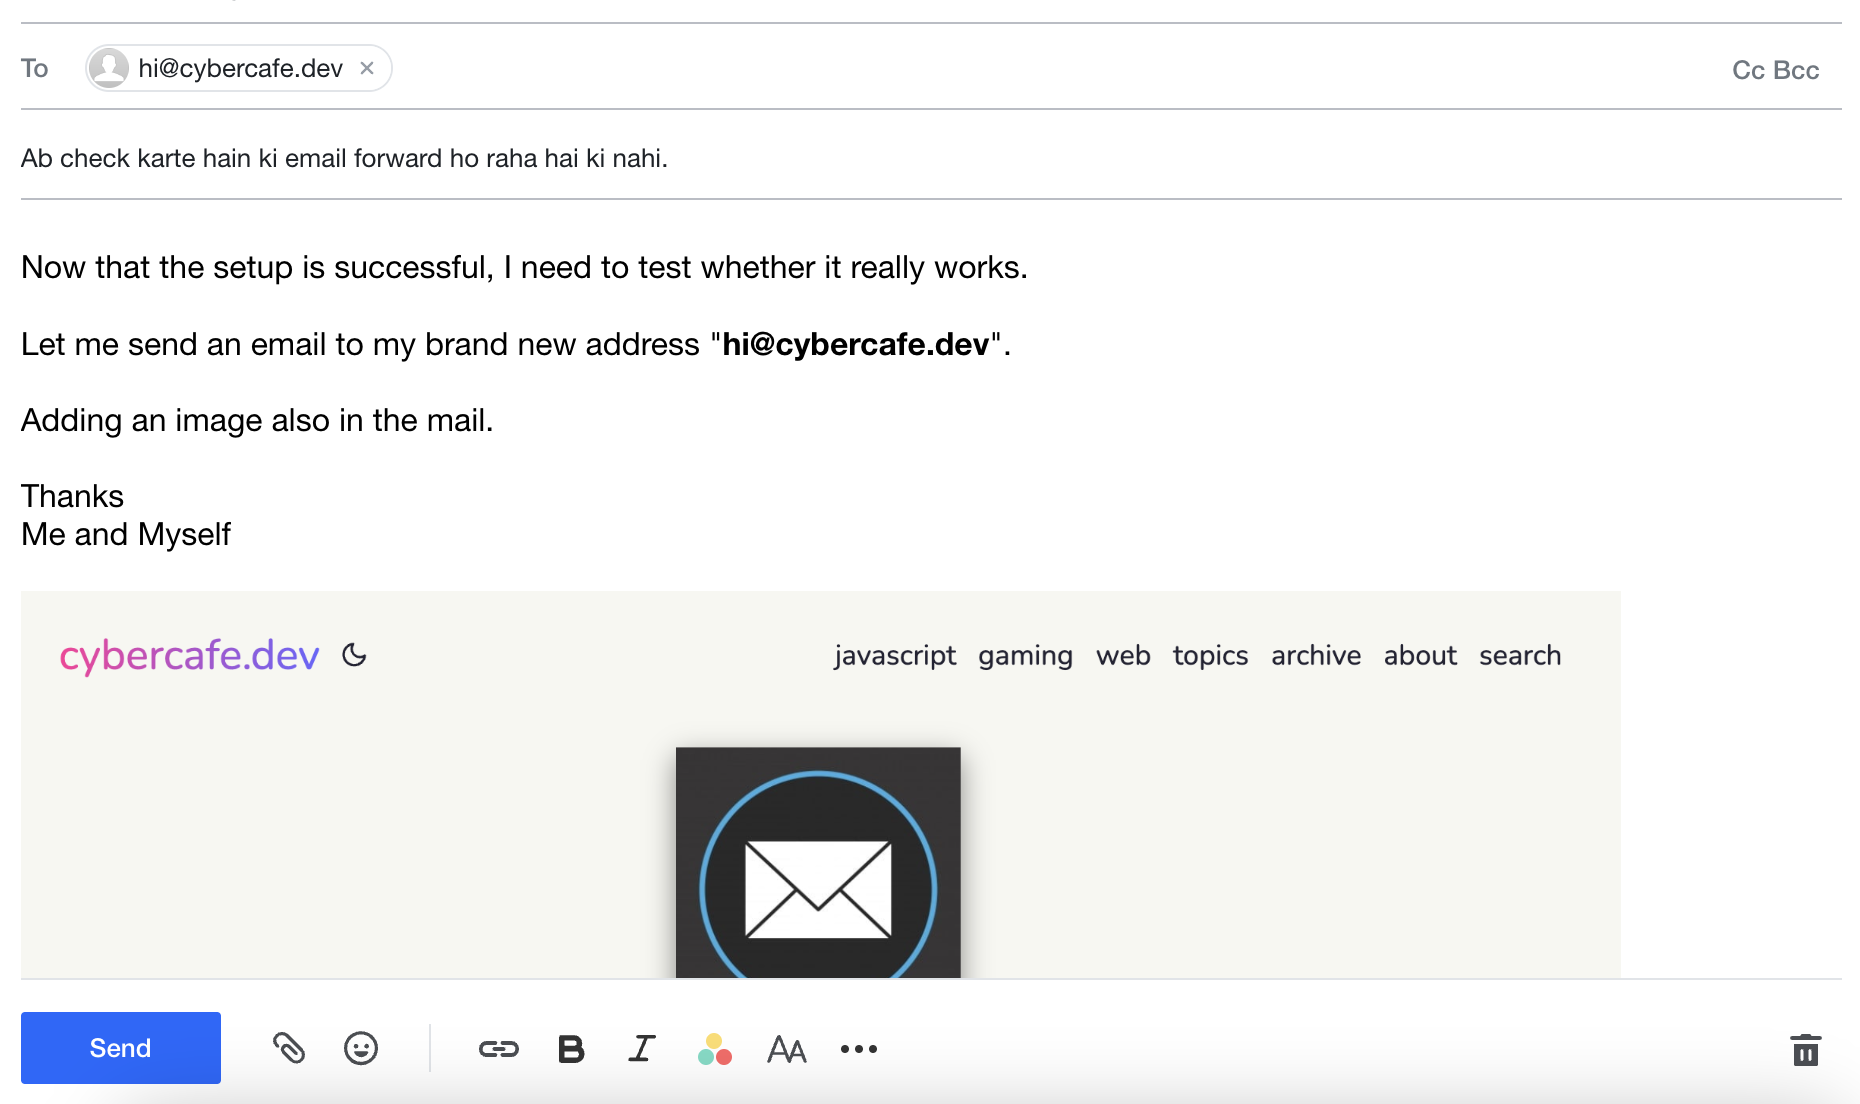 To hi@cybercafe.dev Cc Bcc
Ab check karte hain ki email forward ho raha hai ki nahi.
Now that the setup is successful, I need to test whether it really works.
Let me send an email to my brand new address "hi@cybercafe.dev".
Adding an image also in the mail.
Thanks
Me and Myself
cybercafe.dev javascript gaming web topics archive about search
Send